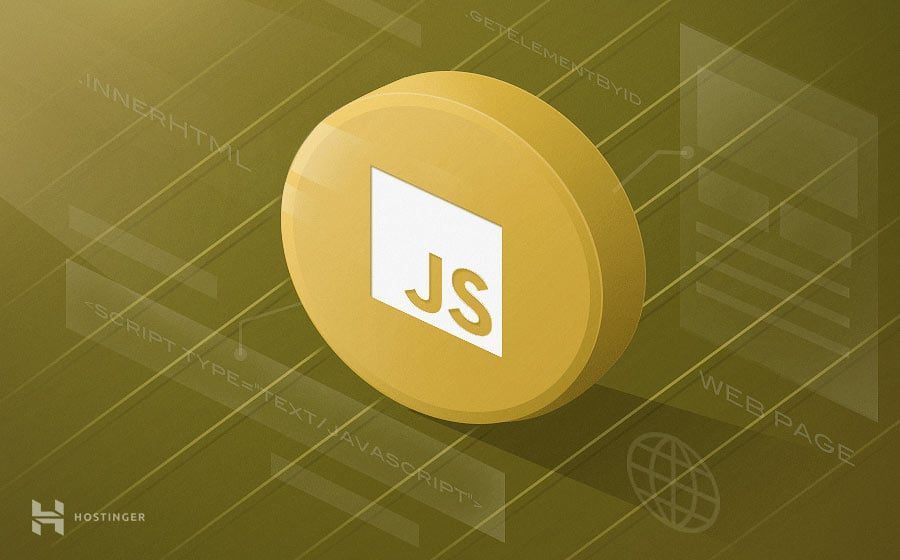 .GETELEMENTBYID
.INNERHTML
JS
<SCRIPT TYPE="TEXT/JAVASCRIPT">
WEB PAGE
HOSTINGER